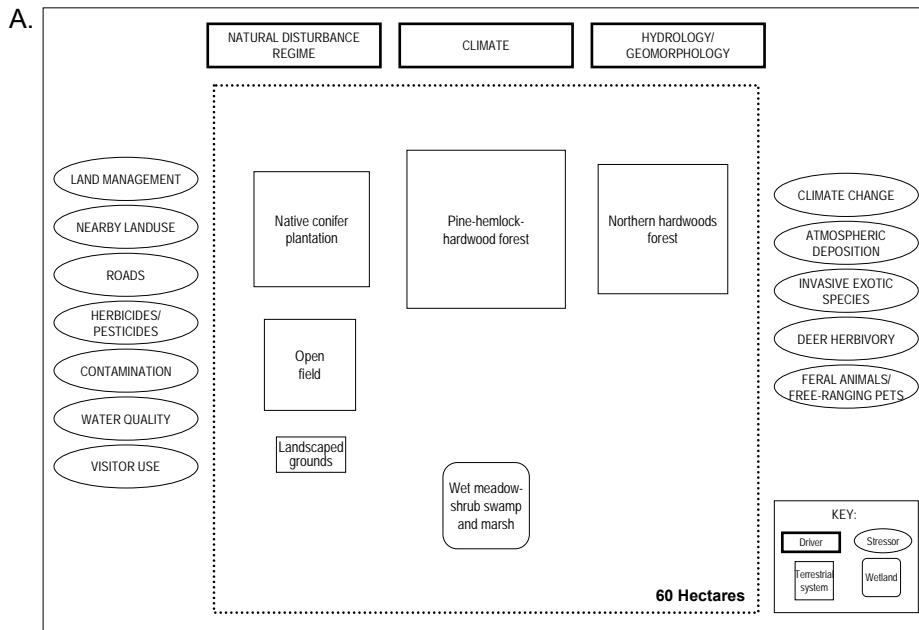 A.
NATURAL DISTURBANCE
REGIME
CLIMATE
HYDROLOGY/
GEOMORPHOLOGY
LAND MANAGEMENT
NEARBY LANDUSE
ROADS
HERBICIDES/
PESTICIDES
CONTAMINATION
WATER QUALITY
VISITOR USE
Native conifer
plantation
Pine-hemlock-
hardwood forest
Northern hardwoods
forest
Open
field
Landscaped
grounds
Wet meadow-
shrub swamp
and marsh
60 Hectares
CLIMATE CHANGE
ATMOSPHERIC
DEPOSITION
INVASIVE EXOTIC
SPECIES
DEER HERBIVORY
FERAL ANIMALS/
FREE-RANGING PETS
KEY:
Driver
Stressor
Terrestrial
system
Wetland